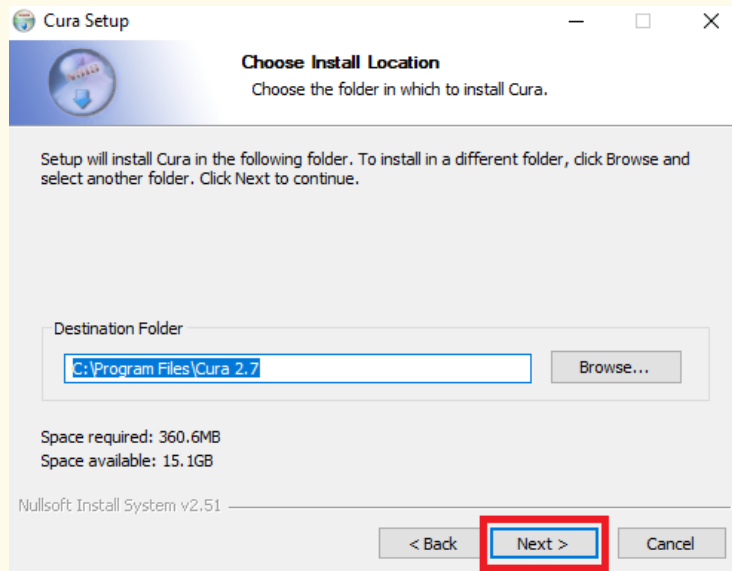 Cura Setup
Choose Install Location
Choose the folder in which to install Cura.
Setup will install Cura in the following folder. To install in a different folder, click Browse and
select another folder. Click Next to continue.
Destination Folder
C:\Program Files\Cura 2.7
Browse...
Space required: 360.6MB
Space available: 15.1GB
Nullsoft Install System v2.51
< Back
Next >
Cancel